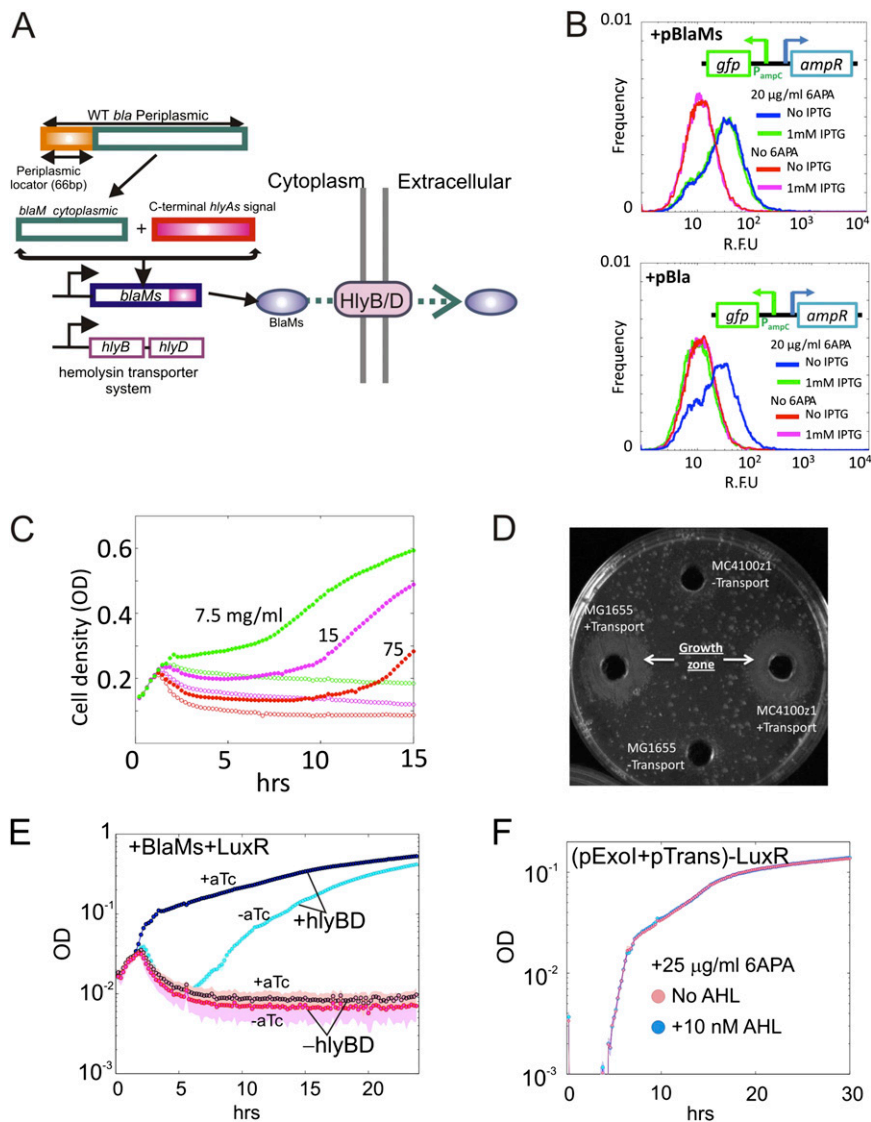 A
WT bla Periplasmic
Periplasmic
locator (66bp)
blaM cytoplasmic
C-terminal hlyAs signal
+
blaMs
hlyB
hlyD
hemolysin transporter
system
Cytoplasm
Extracellular
BlaMs
HlyB/D
B
0.01
+pBlaMs
gfp
PampC
ampR
20 µg/ml 6APA
No IPTG
1mM IPTG
No 6APA
No IPTG
1mM IPTG
Frequency
0
10
10²
10³
10⁴
R.F.U
0.01
+pBla
gfp
PampC
ampR
20 µg/ml 6APA
No IPTG
1mM IPTG
No 6APA
No IPTG
1mM IPTG
Frequency
0
10
10²
10³
10⁴
R.F.U
C
Cell density (OD)
0.6
0.4
0.2
7.5 mg/ml
15
75
0
5
10
15
hrs
D
MC4100z1
-Transport
MG1655
+Transport
Growth
zone
MC4100z1
+Transport
MG1655
-Transport
E
+BlaMs+LuxR
1
10⁻¹
10⁻²
10⁻³
OD
+aTc
-aTc
+hlyBD
+aTc
-aTc
–hlyBD
0
5
10
15
20
hrs
F
(pExoI+pTrans)-LuxR
10⁻¹
10⁻²
10⁻³
OD
+25 µg/ml 6APA
No AHL
+10 nM AHL
0
10
20
30
hrs